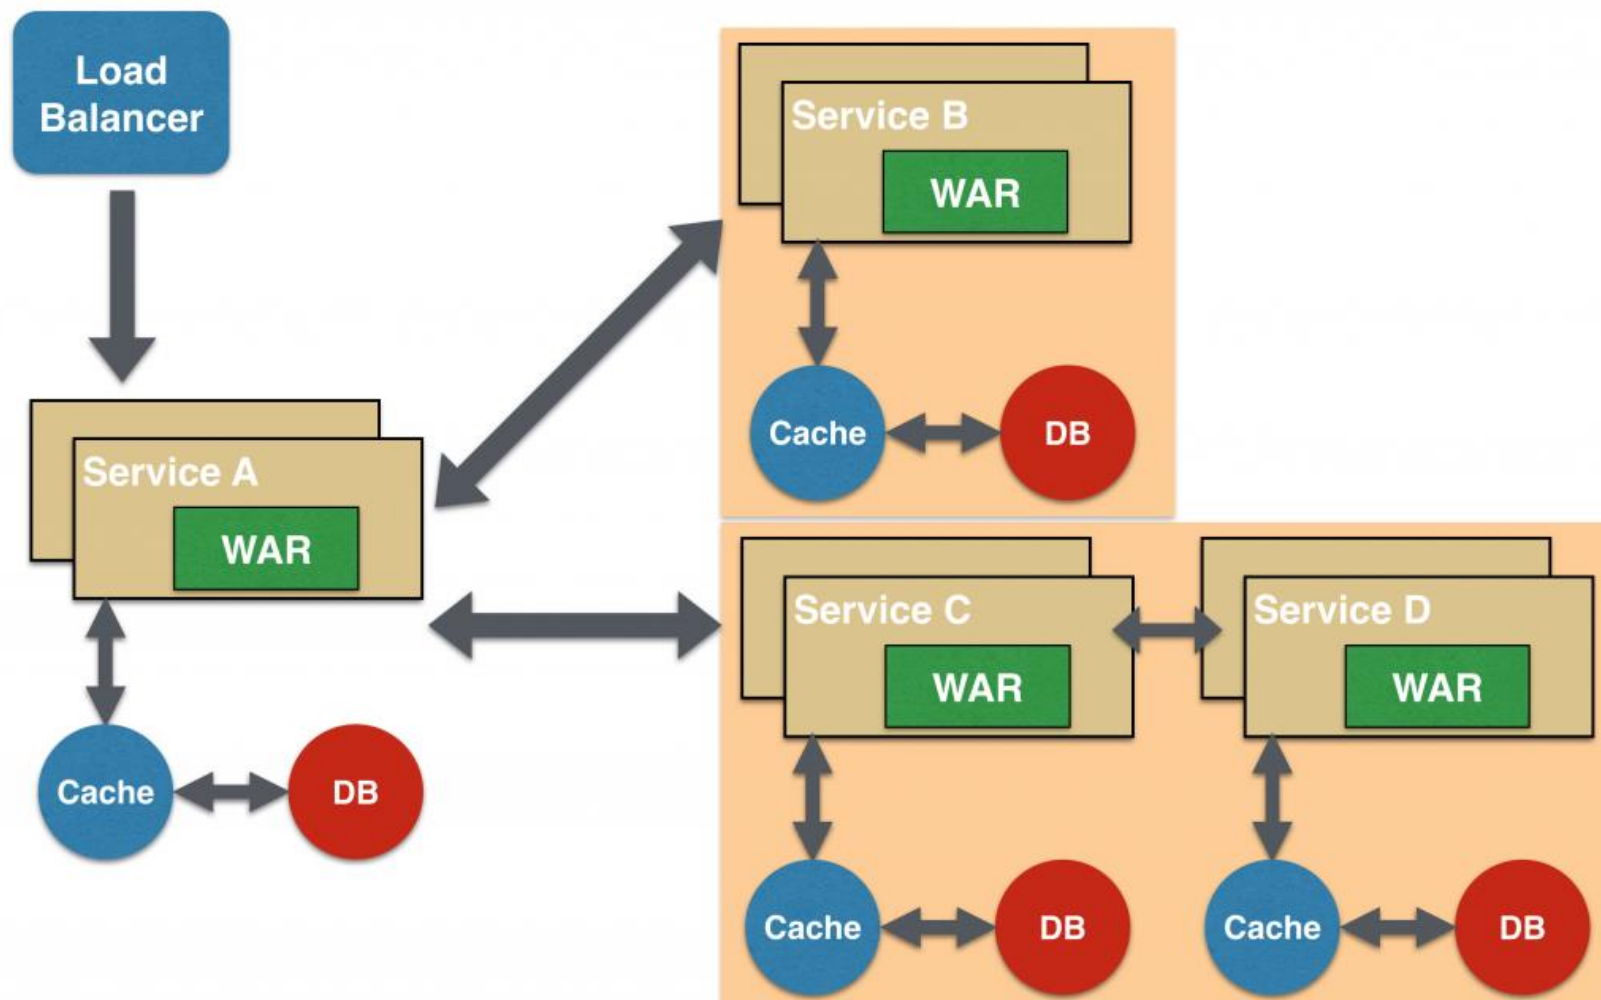 Load
Balancer
Service A
WAR
Cache
DB
Service B
WAR
Cache
DB
Service C
WAR
Cache
DB
Service D
WAR
Cache
DB